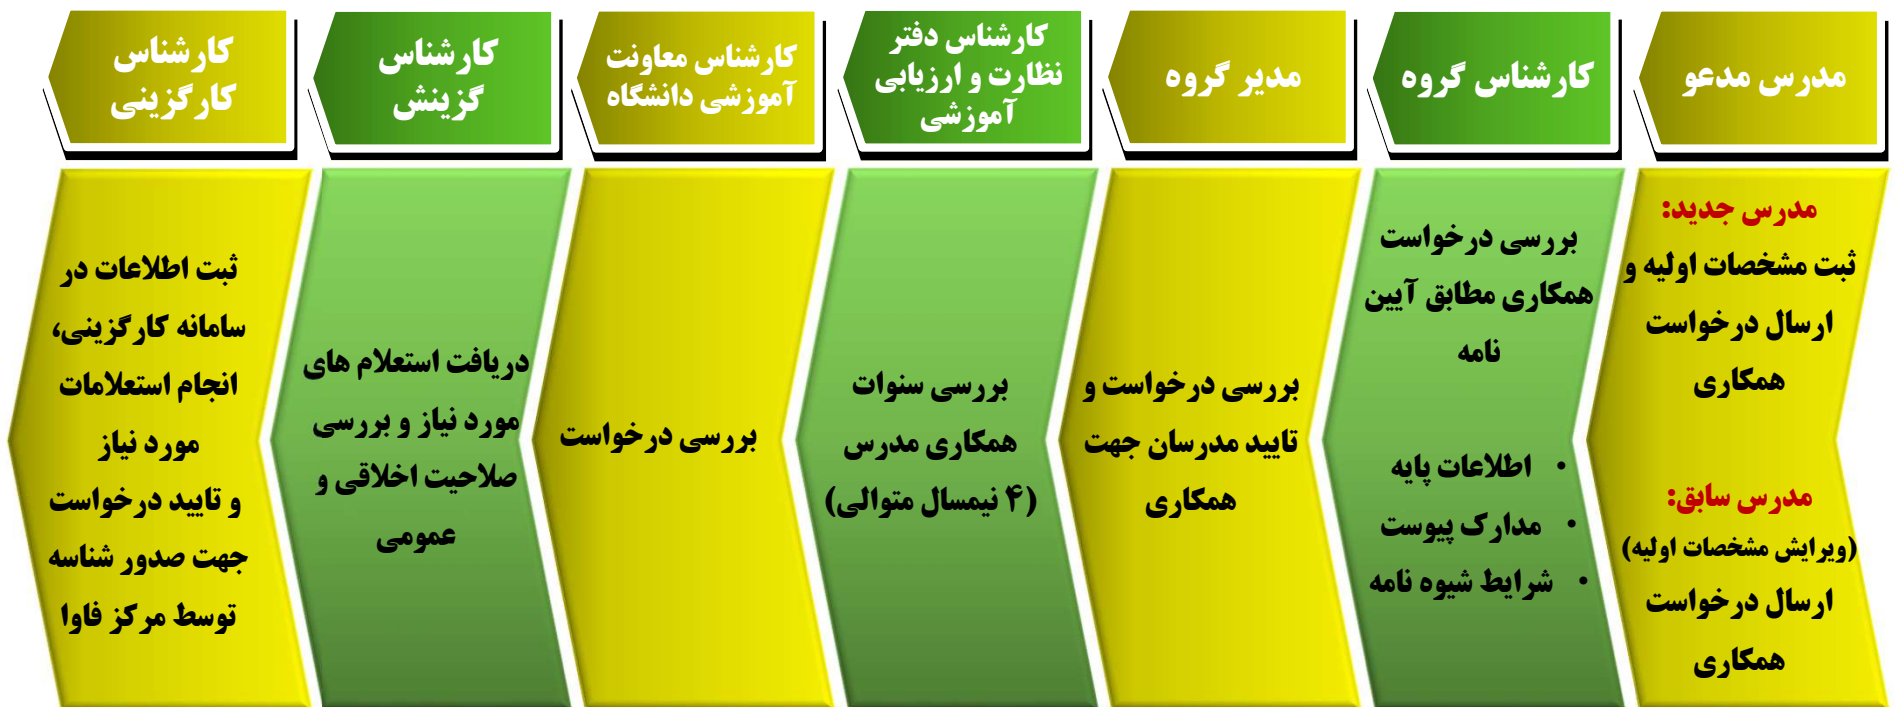 مدرس مدعو
مدرس جدید:
ثبت مشخصات اولیه و
ارسال درخواست
همکاری
مدرس سابق:
(ویرایش مشخصات اولیه)
ارسال درخواست
همکاری
کارشناس گروه
بررسی درخواست
همکاری مطابق آیین
نامه
• اطلاعات پایه
• مدارک پیوست
• شرایط شیوه نامه
مدیر گروه
بررسی درخواست و
تایید مدرسان جهت
همکاری
کارشناس دفتر
نظارت و ارزیابی
آموزشی
بررسی سنوات
همکاری مدرس
(۴ نیمسال متوالی)
کارشناس معاونت
آموزشی دانشگاه
بررسی درخواست
کارشناس
گزینش
دریافت استعلام های
مورد نیاز و بررسی
صلاحیت اخلاقی و
عمومی
کارشناس
کارگزینی
ثبت اطلاعات در
سامانه کارگزینی،
انجام استعلامات
مورد نیاز
و تایید درخواست
جهت صدور شناسه
توسط مرکز فاوا